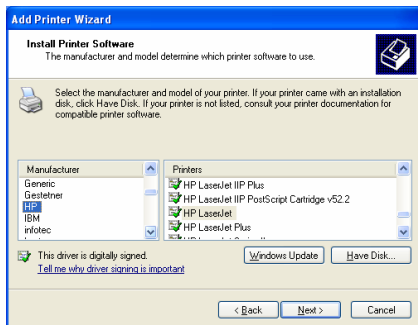 Add Printer Wizard
Install Printer Software
The manufacturer and model determine which printer software to use.
Select the manufacturer and model of your printer. If your printer came with an installation
disk, click Have Disk. If your printer is not listed, consult your printer documentation for
compatible printer software.
Manufacturer
Generic
Gestetner
HP
IBM
infotec
Printers
HP LaserJet IIP Plus
HP LaserJet IIP PostScript Cartridge v52.2
HP LaserJet
HP LaserJet Plus
This driver is digitally signed.
Tell me why driver signing is important
Windows Update
Have Disk...
< Back
Next >
Cancel